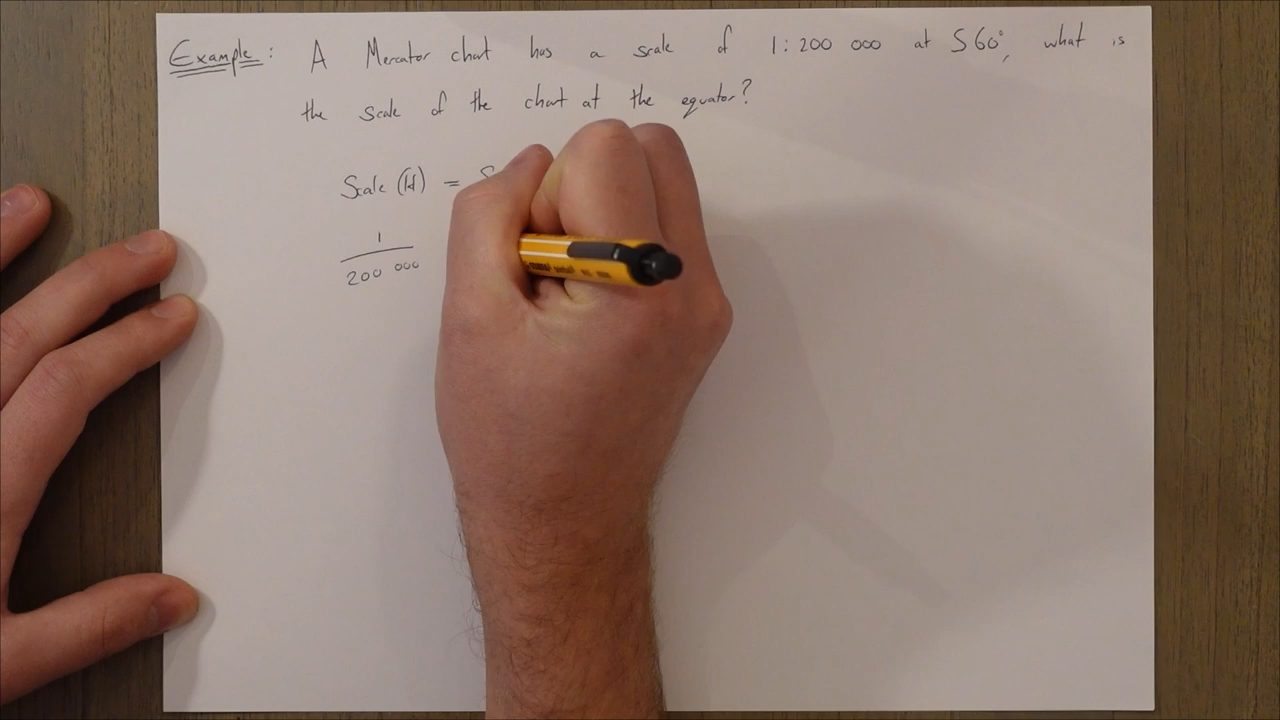 Example: A Mercator chart has a scale of 1:200 000 at S 60°, what is
the scale of the chart at the equator?
Scale (lat) = S
1
200 000